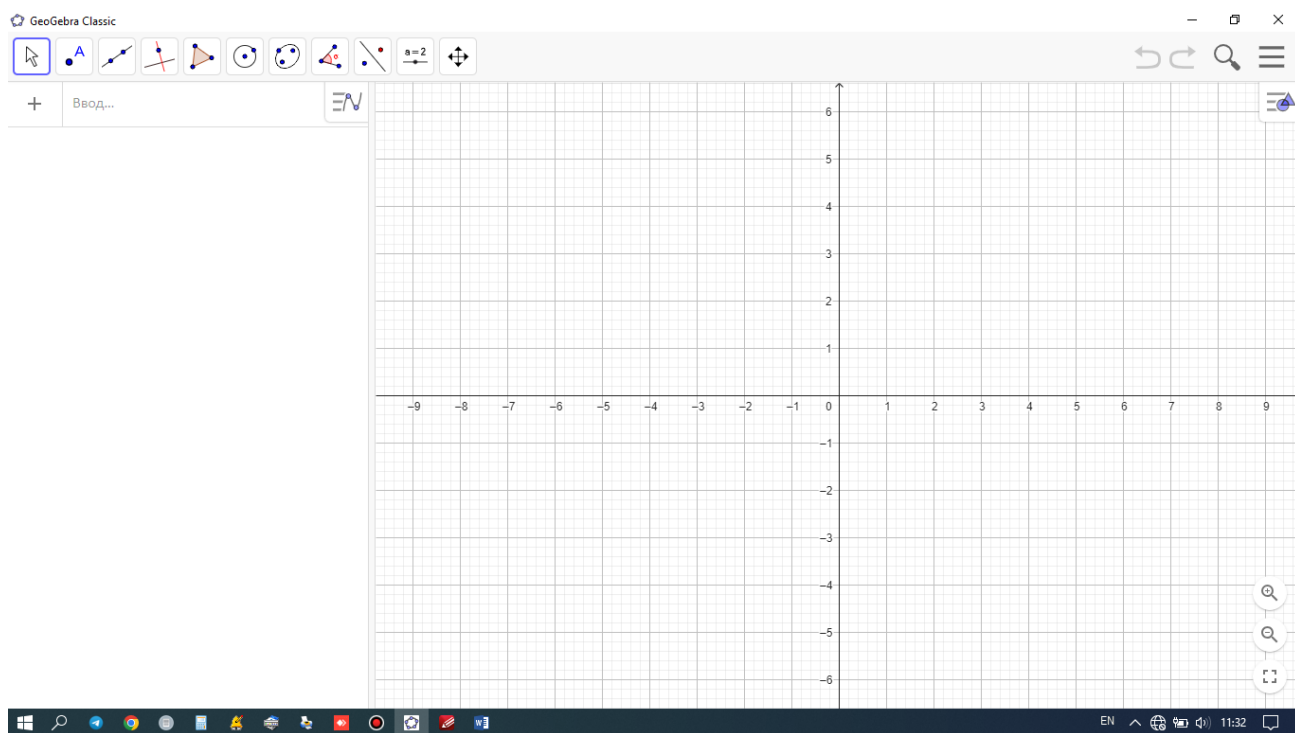 GeoGebra Classic
A
a = 2
Ввод...
6
5
4
3
2
1
–9 –8 –7 –6 –5 –4 –3 –2 –1 0 1 2 3 4 5 6 7 8 9
–1
–2
–3
–4
–5
–6
EN 11:32